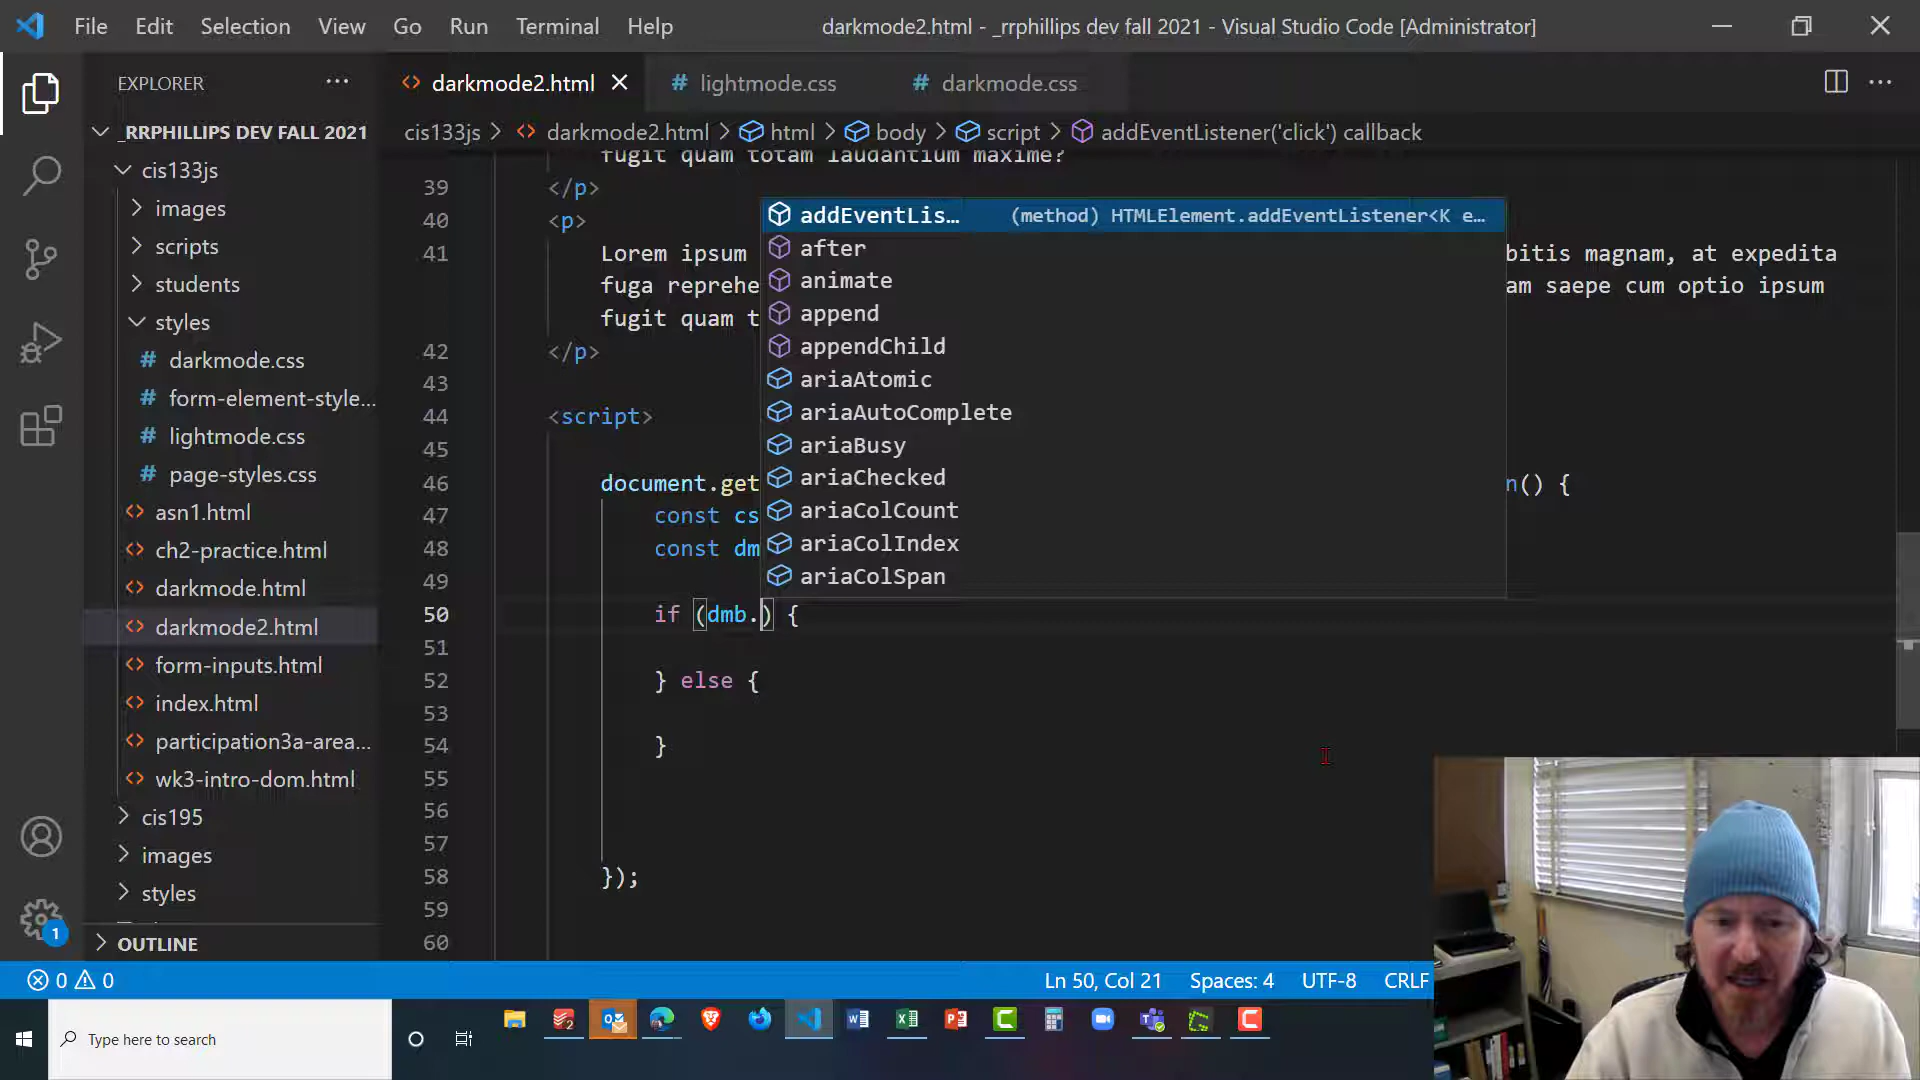 File Edit Selection View Go Run Terminal Help
darkmode2.html - _rrphillips dev fall 2021 - Visual Studio Code [Administrator]
EXPLORER
darkmode2.html
lightmode.css
darkmode.css
cis133js > darkmode2.html > html > body > script > addEventListener('click') callback
_RRPHILLIPS DEV FALL 2021
cis133js
images
scripts
students
styles
darkmode.css
form-element-style...
lightmode.css
page-styles.css
asn1.html
ch2-practice.html
darkmode.html
darkmode2.html
form-inputs.html
index.html
participation3a-area...
wk3-intro-dom.html
cis195
images
styles
OUTLINE
fugit quam totam laudantium maxime?
39 </p>
40 <p>
41 Lorem ipsum bitis magnam, at expedita
fuga reprehe am saepe cum optio ipsum
fugit quam t
42 </p>
43
44 <script>
45
46 document.get n() {
47 const cs
48 const dm
49
50 if (dmb.) {
51
52 } else {
53
54 }
55
56
57
58 });
59
60
addEventLis... (method) HTMLElement.addEventListener<K e...
after
animate
append
appendChild
ariaAtomic
ariaAutoComplete
ariaBusy
ariaChecked
ariaColCount
ariaColIndex
ariaColSpan
1
0 0 Ln 50, Col 21 Spaces: 4 UTF-8 CRLF
Type here to search